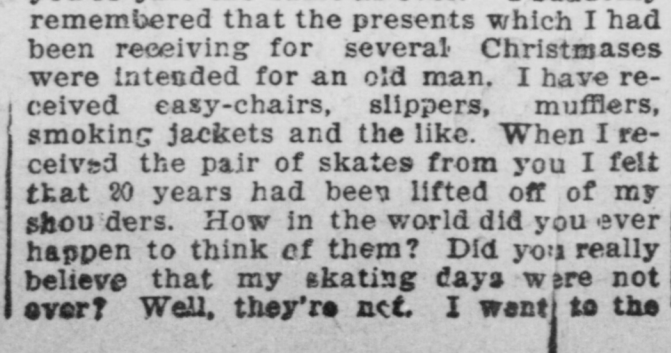 remembered that the presents which I had
been receiving for several Christmases
were intended for an old man. I have re-
ceived easy-chairs, slippers, mufflers,
smoking jackets and the like. When I re-
ceived the pair of skates from you I felt
that 20 years had been lifted off of my
shoulders. How in the world did you ever
happen to think of them? Did you really
believe that my skating days were not
over? Well, they're not. I went to the